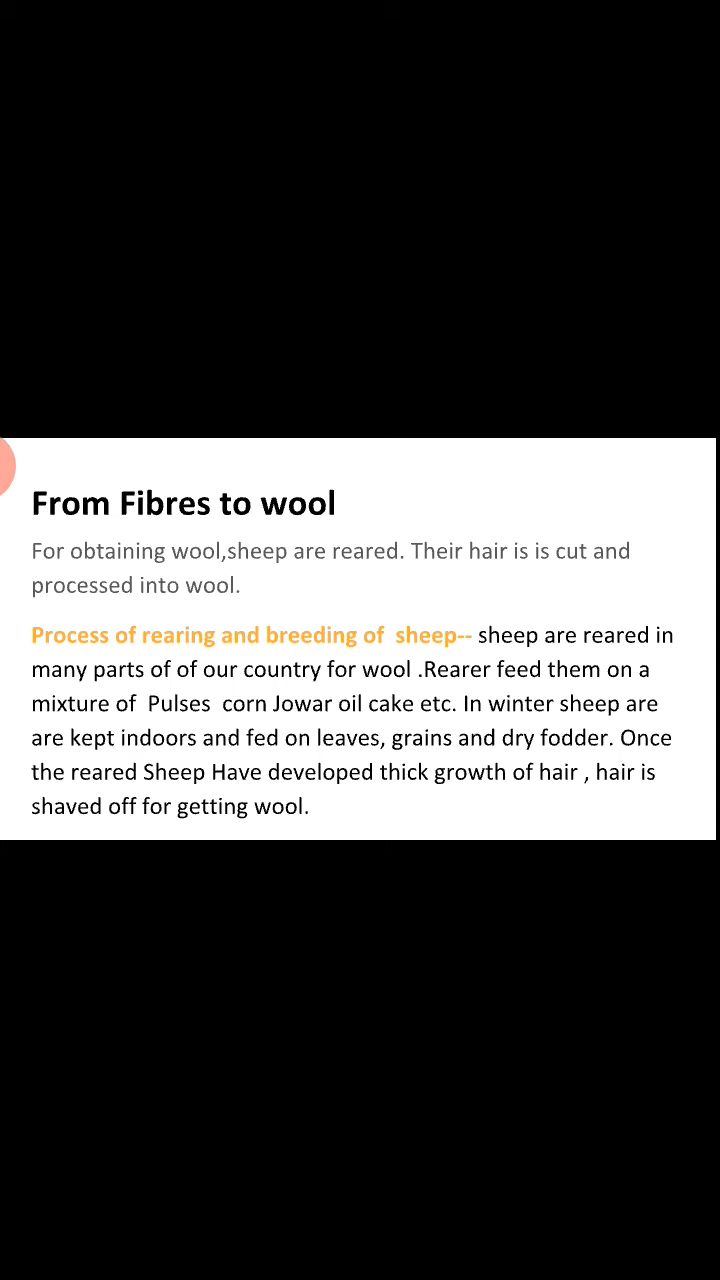 From Fibres to wool
For obtaining wool,sheep are reared. Their hair is is cut and
processed into wool.
Process of rearing and breeding of  sheep-- sheep are reared in
many parts of of our country for wool .Rearer feed them on a
mixture of  Pulses  corn Jowar oil cake etc. In winter sheep are
are kept indoors and fed on leaves, grains and dry fodder. Once
the reared Sheep Have developed thick growth of hair , hair is
shaved off for getting wool.